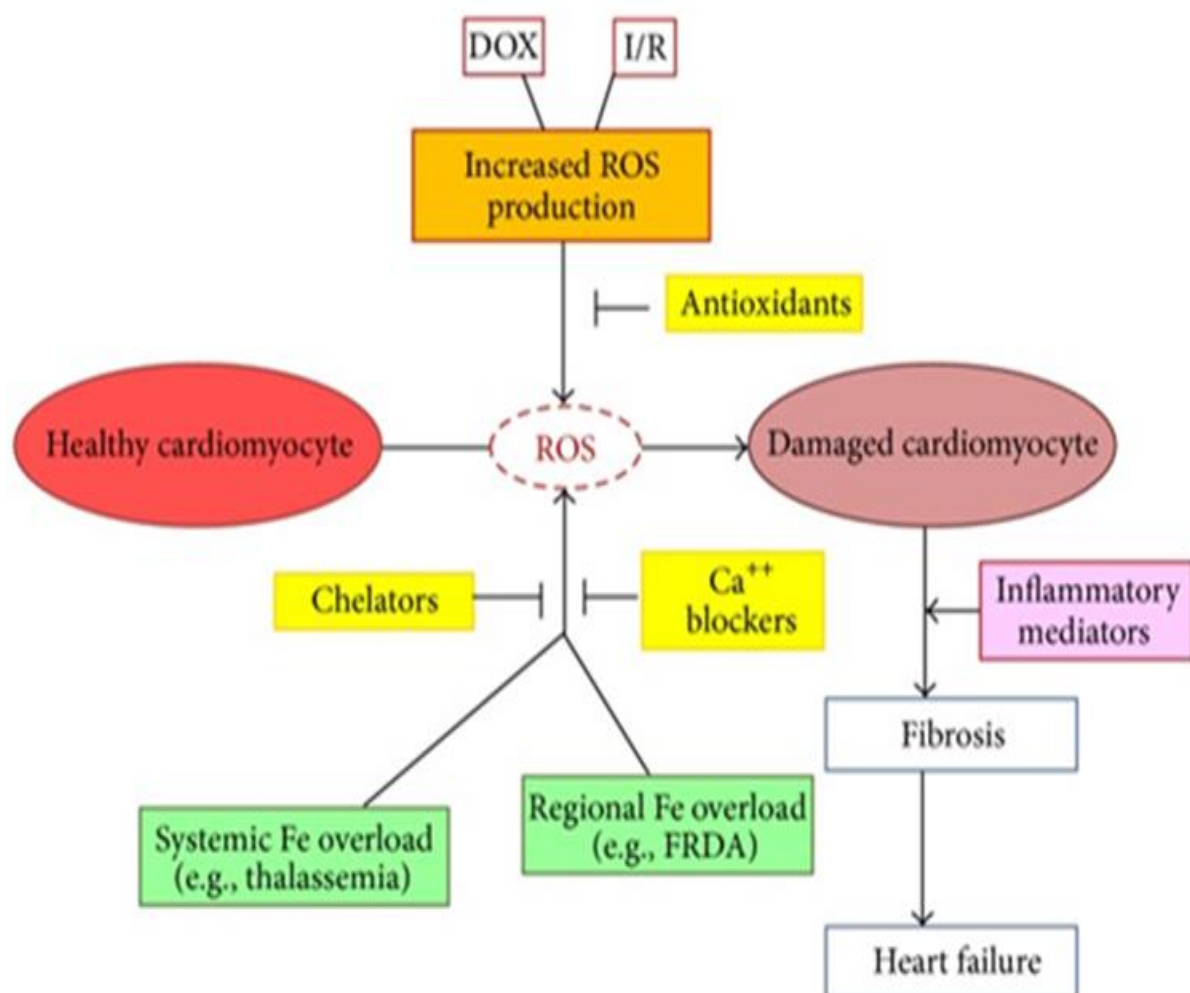 DOX
I/R
Increased ROS
production
Antioxidants
Healthy cardiomyocyte
ROS
Damaged cardiomyocyte
Chelators
Ca++
blockers
Inflammatory
mediators
Fibrosis
Systemic Fe overload
(e.g., thalassemia)
Regional Fe overload
(e.g., FRDA)
Heart failure